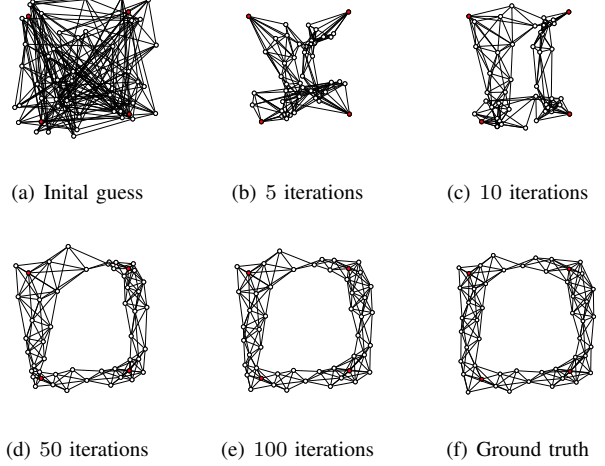 (a) Inital guess
(b) 5 iterations
(c) 10 iterations
(d) 50 iterations
(e) 100 iterations
(f) Ground truth